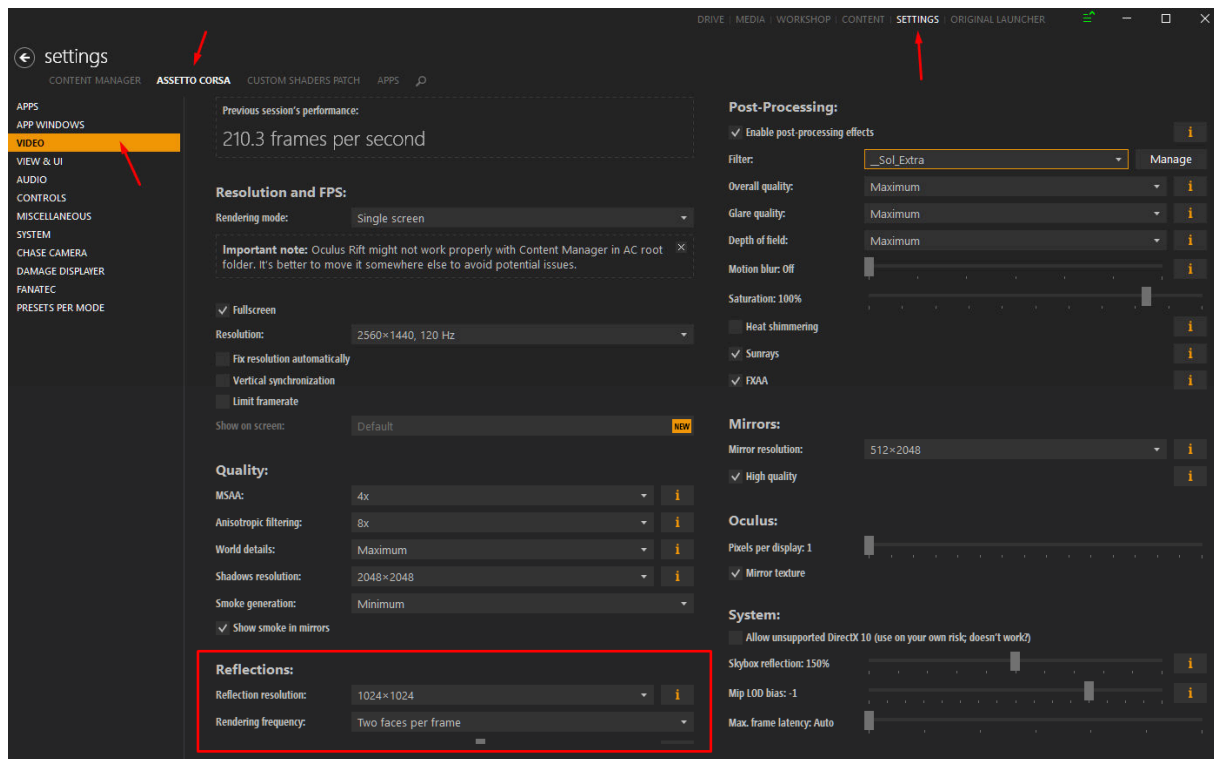 DRIVE | MEDIA | WORKSHOP | CONTENT | SETTINGS | ORIGINAL LAUNCHER
settings
CONTENT MANAGER ASSETTO CORSA CUSTOM SHADERS PATCH APPS
APPS
APP WINDOWS
VIDEO
VIEW & UI
AUDIO
CONTROLS
MISCELLANEOUS
SYSTEM
CHASE CAMERA
DAMAGE DISPLAYER
FANATEC
PRESETS PER MODE
Previous session's performance:
210.3 frames per second
Resolution and FPS:
Rendering mode: Single screen
Important note: Oculus Rift might not work properly with Content Manager in AC root
folder. It's better to move it somewhere else to avoid potential issues.
Fullscreen
Resolution: 2560×1440, 120 Hz
Fix resolution automatically
Vertical synchronization
Limit framerate
Show on screen: Default NEW
Quality:
MSAA: 4x i
Anisotropic filtering: 8x i
World details: Maximum i
Shadows resolution: 2048×2048 i
Smoke generation: Minimum
Show smoke in mirrors
Reflections:
Reflection resolution: 1024×1024 i
Rendering frequency: Two faces per frame
Post-Processing:
Enable post-processing effects i
Filter: __Sol_Extra Manage
Overall quality: Maximum i
Glare quality: Maximum i
Depth of field: Maximum i
Motion blur: Off i
Saturation: 100%
Heat shimmering i
Sunrays i
FXAA i
Mirrors:
Mirror resolution: 512×2048 i
High quality i
Oculus:
Pixels per display: 1
Mirror texture
System:
Allow unsupported DirectX 10 (use on your own risk; doesn't work?)
Skybox reflection: 150% i
Mip LOD bias: -1 i
Max. frame latency: Auto